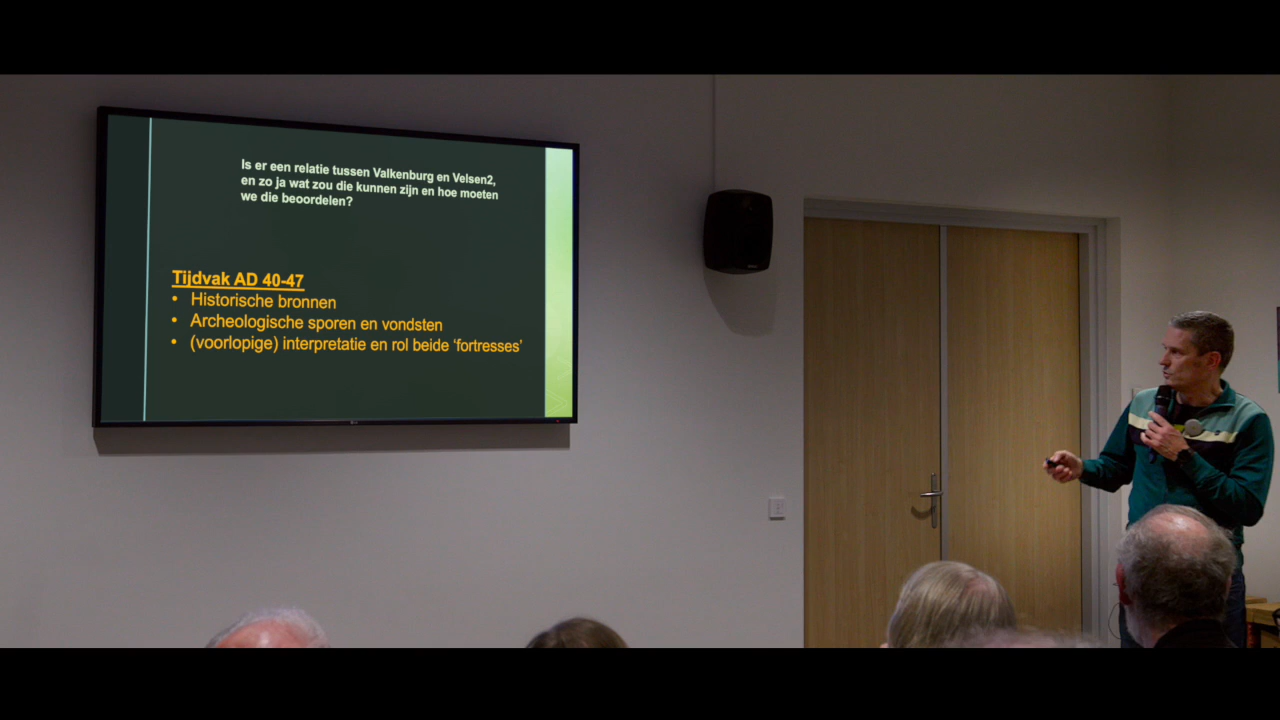 Is er een relatie tussen Valkenburg en Velsen2,
en zo ja wat zou die kunnen zijn en hoe moeten
we die beoordelen?
Tijdvak AD 40-47
• Historische bronnen
• Archeologische sporen en vondsten
• (voorlopige) interpretatie en rol beide ‘fortresses’